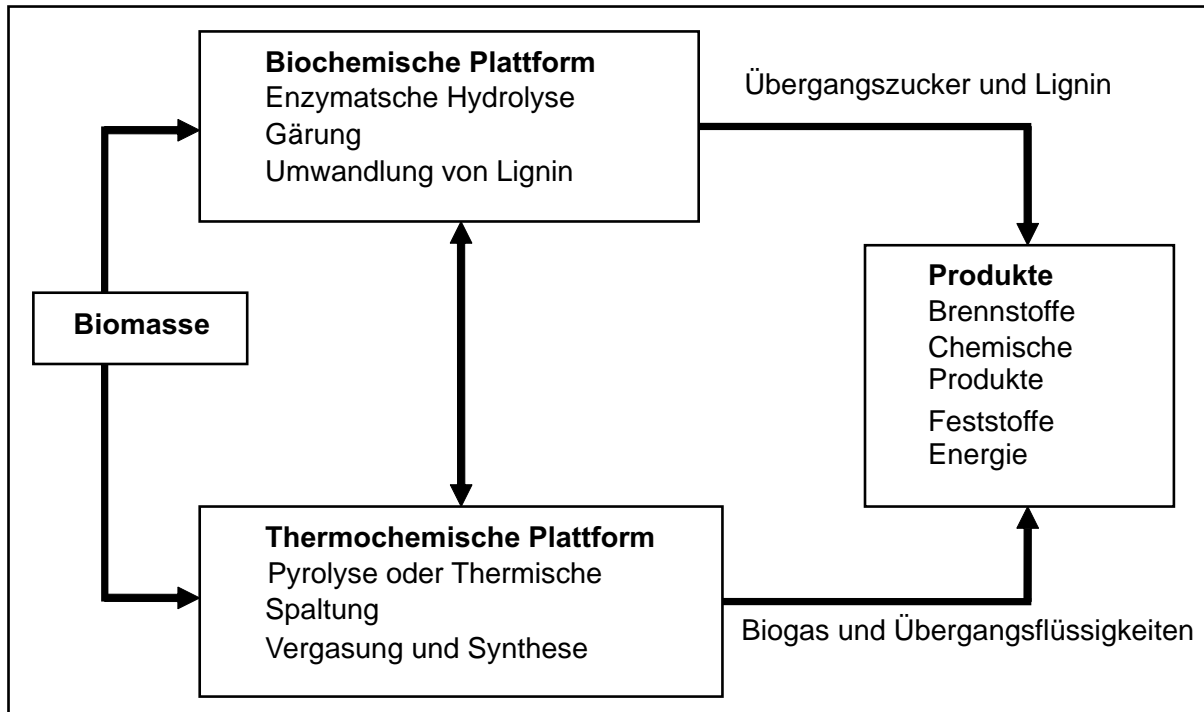 Biochemische Plattform
Enzymatsche Hydrolyse
Gärung
Umwandlung von Lignin
Übergangszucker und Lignin
Biomasse
Produkte
Brennstoffe
Chemische
Produkte
Feststoffe
Energie
Thermochemische Plattform
Pyrolyse oder Thermische
Spaltung
Vergasung und Synthese
Biogas und Übergangsflüssigkeiten